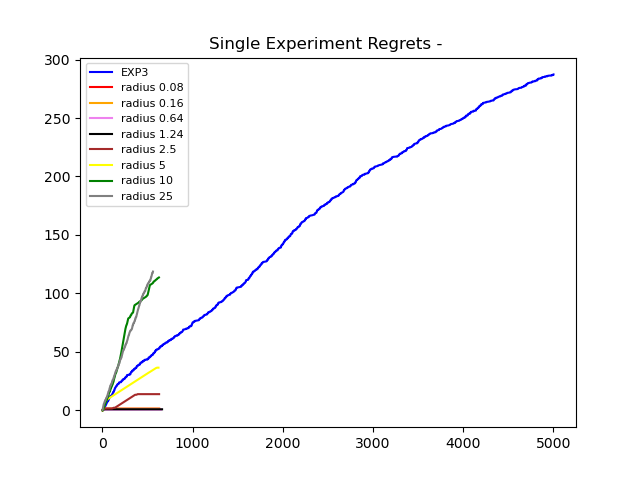 Single Experiment Regrets -
300
250
200
150
100
50
0
EXP3
radius 0.08
radius 0.16
radius 0.64
radius 1.24
radius 2.5
radius 5
radius 10
radius 25
0 1000 2000 3000 4000 5000